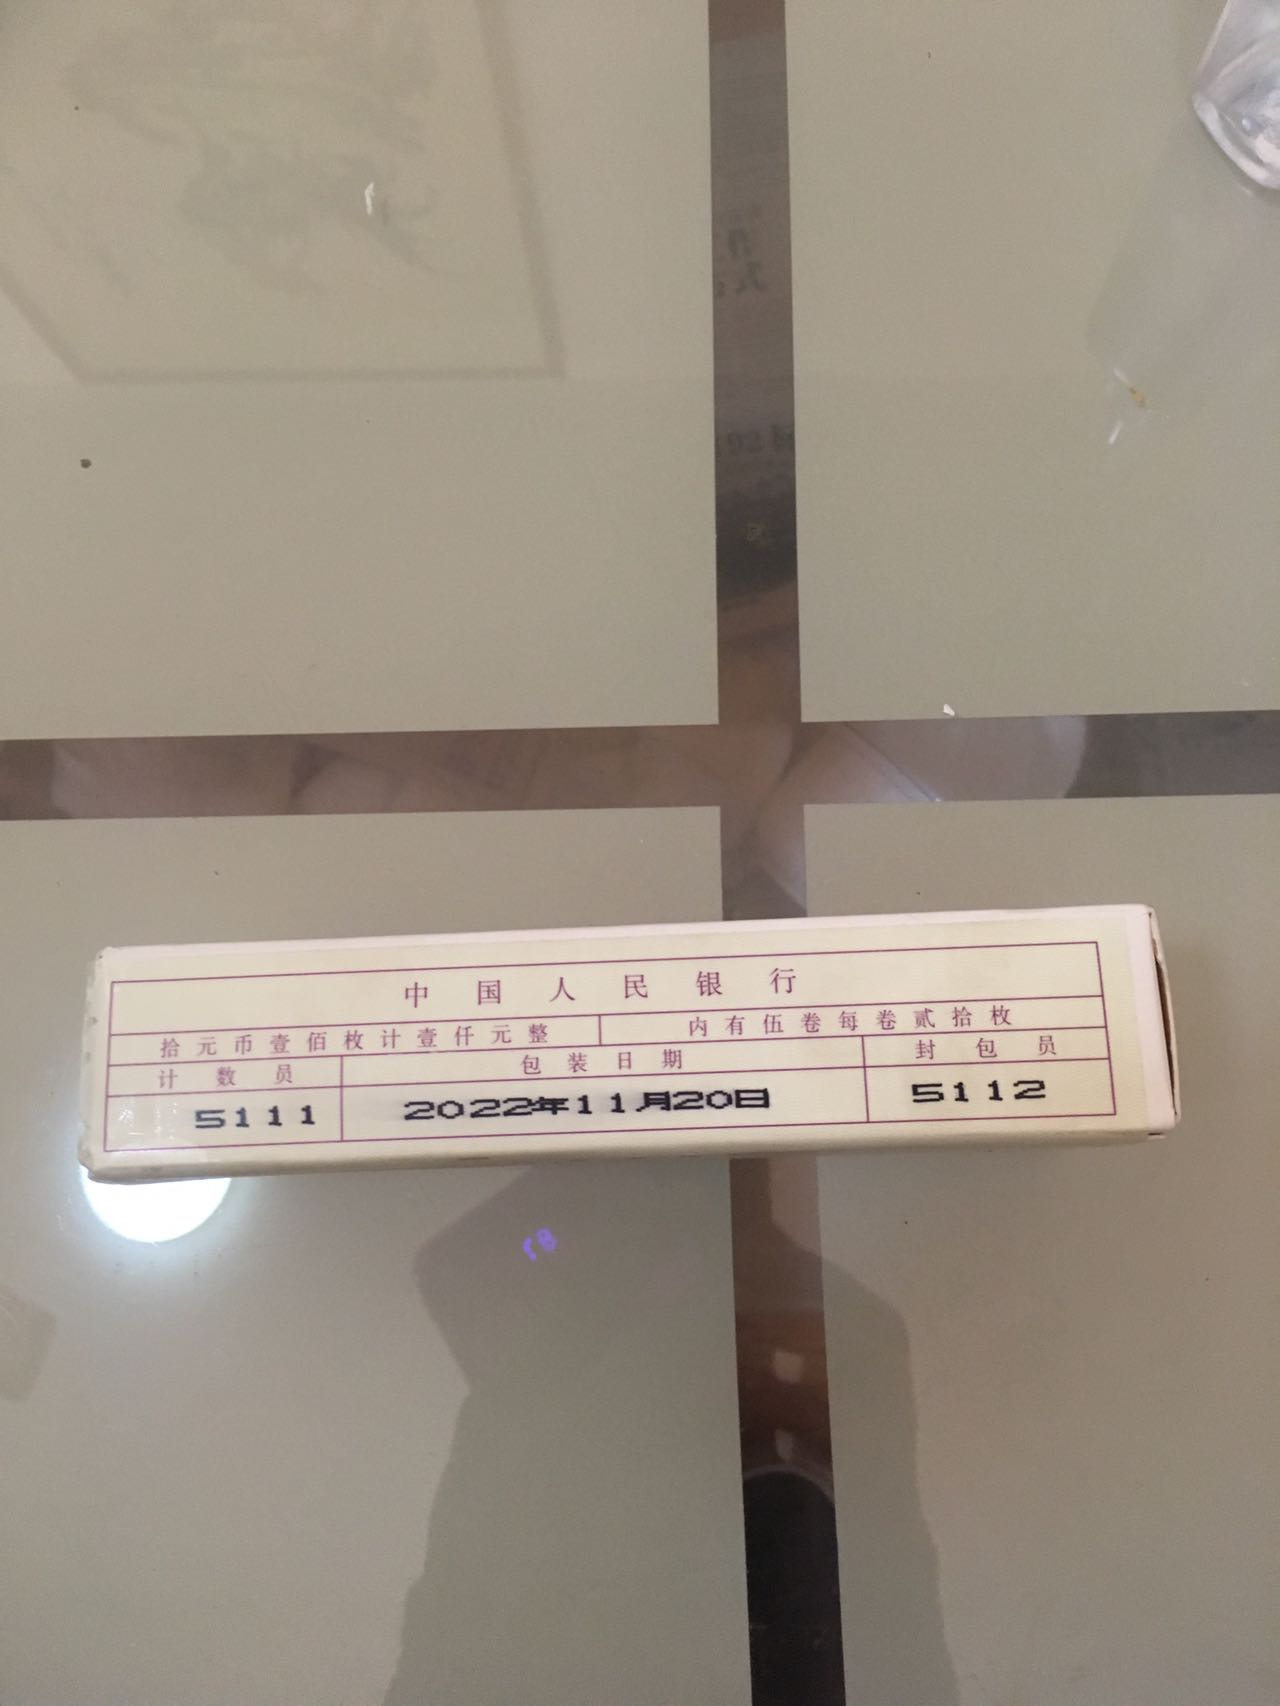 中国人民银行
拾元币壹佰枚计壹仟元整 内有伍卷每卷贰拾枚
计数员 包装日期 封包员
5111 2022年11月20日 5112